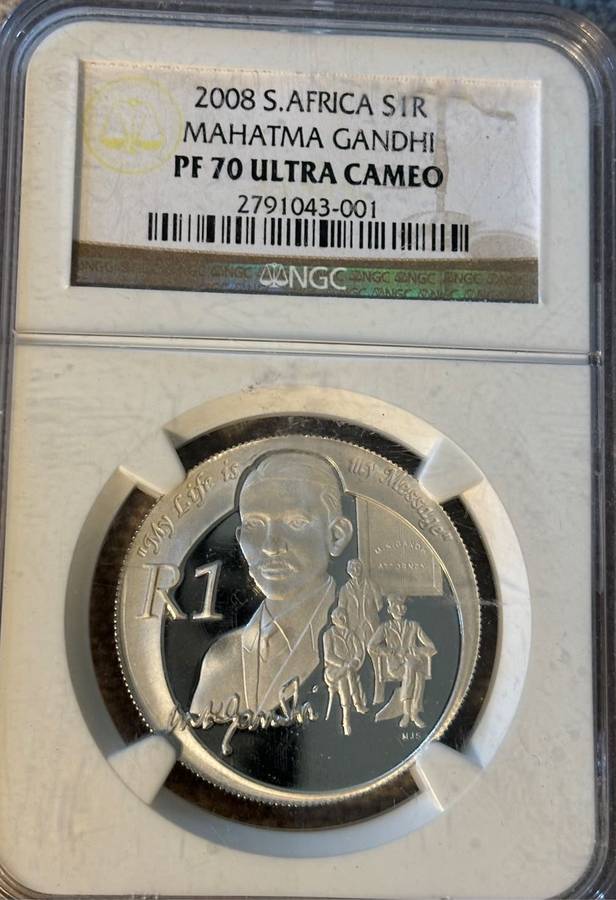 2008 S.AFRICA S1R
MAHATMA GANDHI
PF 70 ULTRA CAMEO
2791043-001
NGC
"My Life is my Message"
R1
M.K.GANDHI
ATTORNEY
MKGandhi
MJS